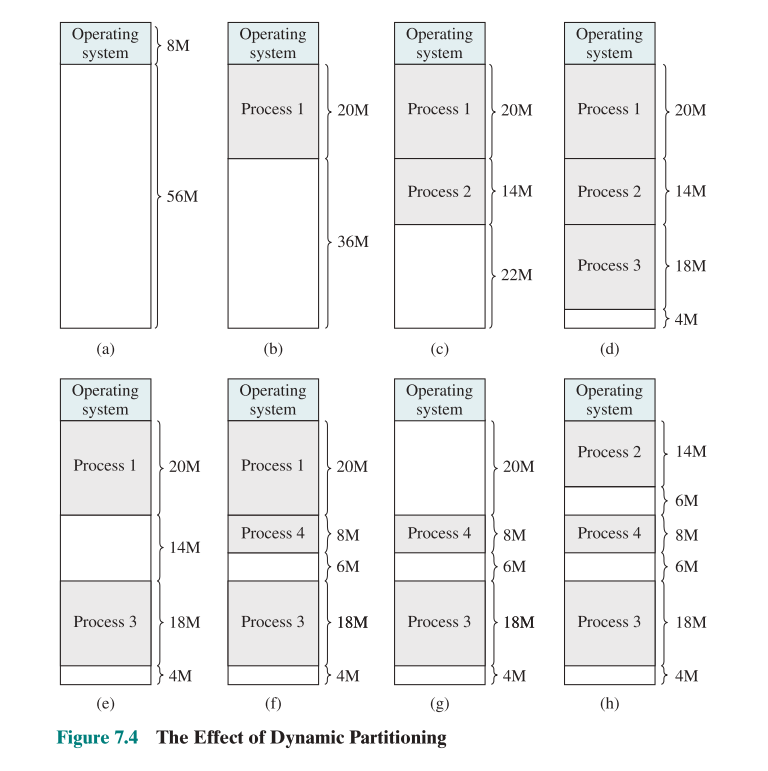 Operating
system
8M
56M
(a)
Operating
system
Process 1
20M
36M
(b)
Operating
system
Process 1
20M
Process 2
14M
22M
(c)
Operating
system
Process 1
20M
Process 2
14M
Process 3
18M
4M
(d)
Operating
system
Process 1
20M
14M
Process 3
18M
4M
(e)
Operating
system
Process 1
20M
Process 4
8M
6M
Process 3
18M
4M
(f)
Operating
system
20M
Process 4
8M
6M
Process 3
18M
4M
(g)
Operating
system
Process 2
14M
6M
Process 4
8M
6M
Process 3
18M
4M
(h)
Figure 7.4 The Effect of Dynamic Partitioning